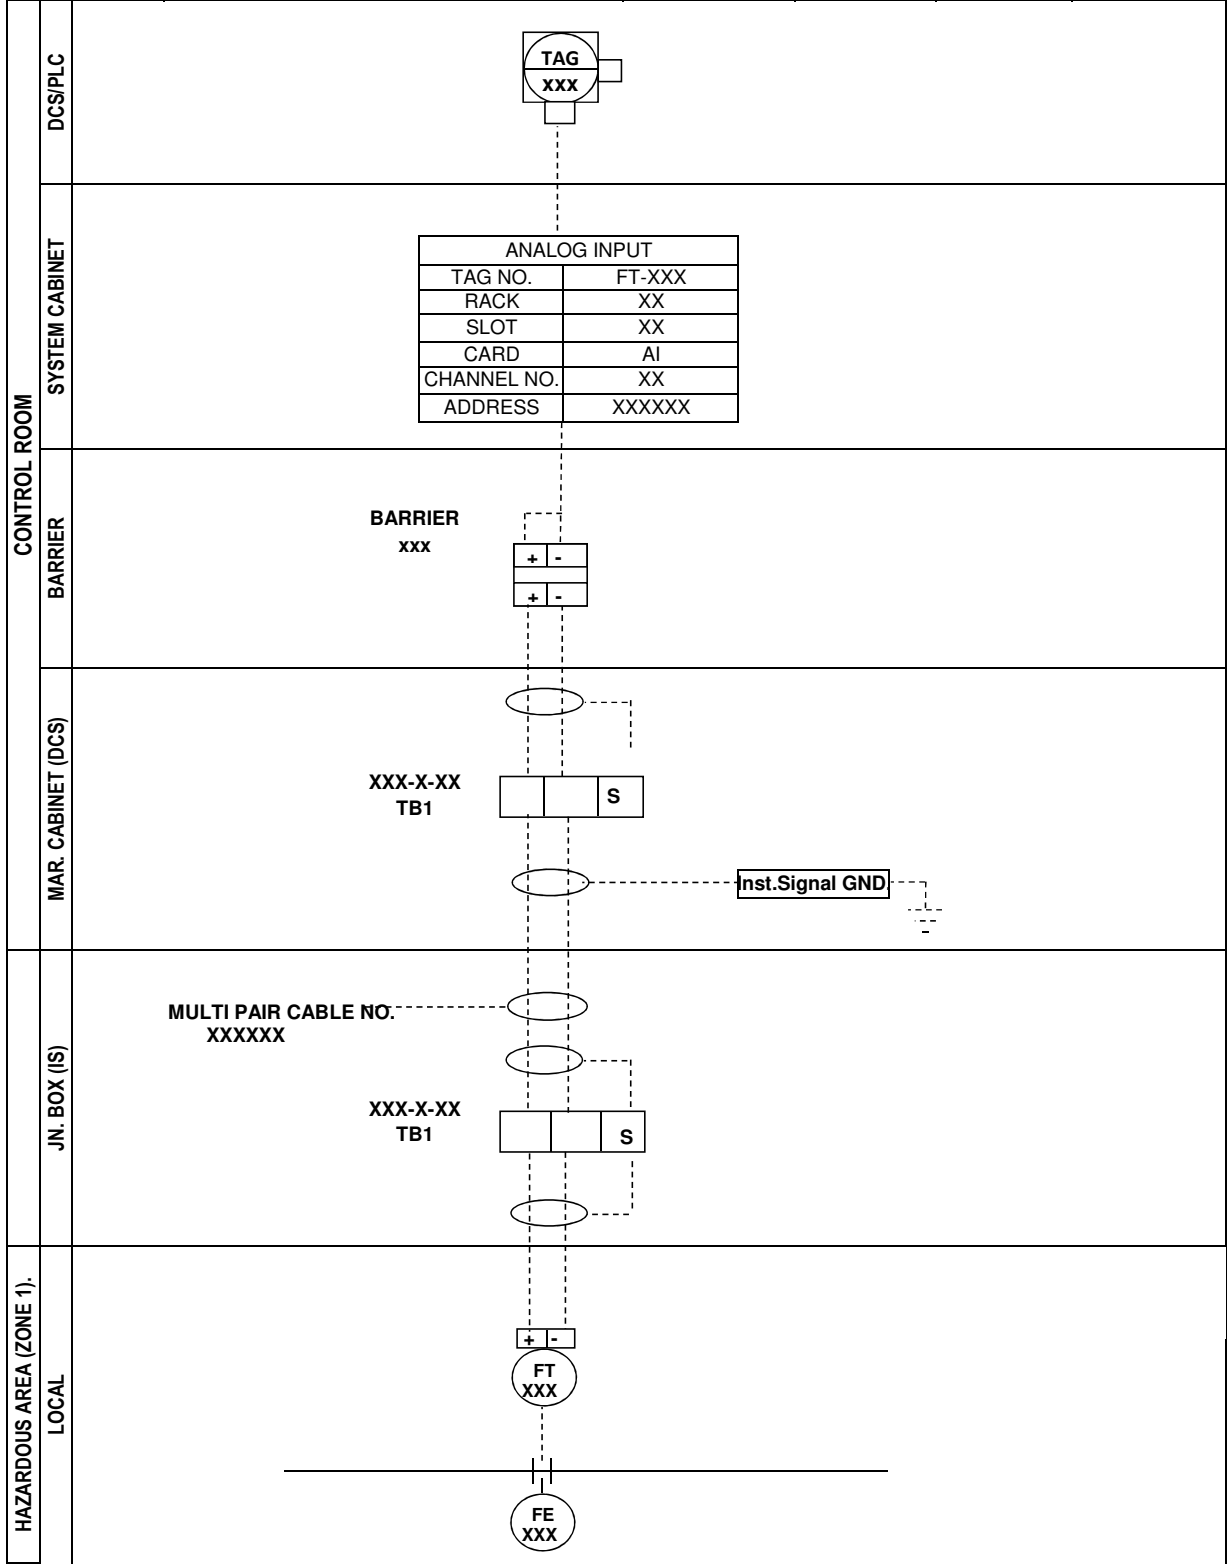 CONTROL ROOM
DCS/PLC
TAG
xxx
SYSTEM CABINET
ANALOG INPUT
TAG NO. FT-XXX
RACK XX
SLOT XX
CARD AI
CHANNEL NO. XX
ADDRESS XXXXXX
BARRIER
BARRIER
xxx
+ -
+ -
MAR. CABINET (DCS)
XXX-X-XX
TB1
S
Inst.Signal GND.
JN. BOX (IS)
MULTI PAIR CABLE NO.
XXXXXX
XXX-X-XX
TB1
S
HAZARDOUS AREA (ZONE 1).
LOCAL
+ -
FT
XXX
FE
XXX